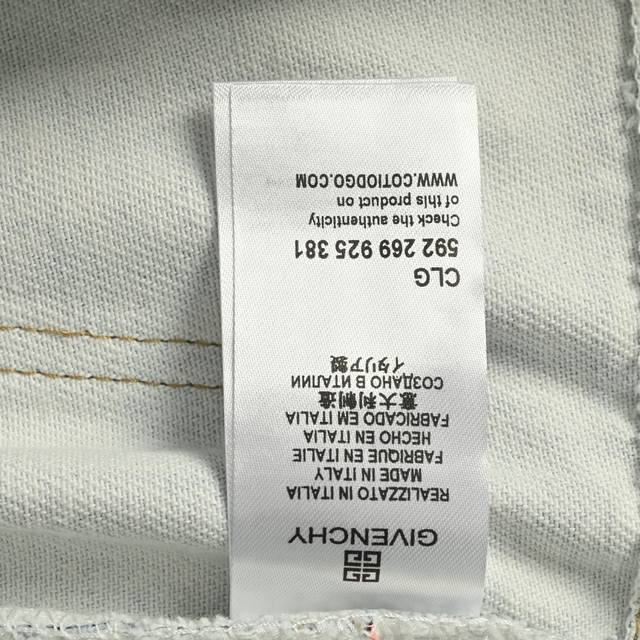 GIVENCHY
REALIZZATO IN ITALIA
MADE IN ITALY
FABRIQUE EN ITALIE
HECHO EN ITALIA
FABRICADO EM ITALIA
意大利制造
СОЗДАНО В ИТАЛИИ
イタリア製
CLG
592 269 925 381
Check the authenticity
of this product on
WWW.COTIODGO.COM